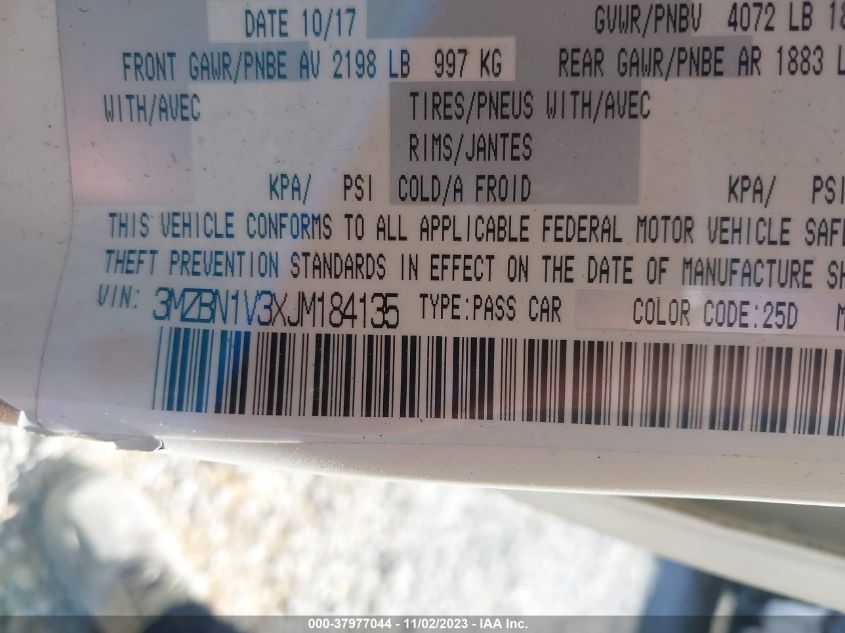 DATE 10/17 GVWR/PNBV 4072 LB 18
FRONT GAWR/PNBE AV 2198 LB 997 KG REAR GAWR/PNBE AR 1883 L
WITH/AVEC TIRES/PNEUS WITH/AVEC
RIMS/JANTES
KPA/ PSI COLD/A FROID KPA/ PSI
THIS VEHICLE CONFORMS TO ALL APPLICABLE FEDERAL MOTOR VEHICLE SAFE
THEFT PREVENTION STANDARDS IN EFFECT ON THE DATE OF MANUFACTURE SH
VIN: 3MZBN1V3XJM184135 TYPE:PASS CAR COLOR CODE:25D M
000-37977044 - 11/02/2023 - IAA Inc.